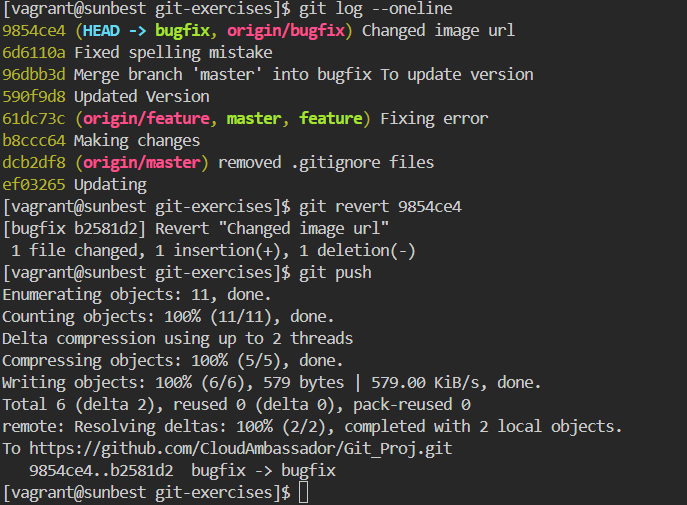 [vagrant@sunbest git-exercises]$ git log --oneline
9854ce4 (HEAD -> bugfix, origin/bugfix) Changed image url
6d6110a Fixed spelling mistake
96dbb3d Merge branch 'master' into bugfix To update version
590f9d8 Updated Version
61dc73c (origin/feature, master, feature) Fixing error
b8ccc64 Making changes
dcb2df8 (origin/master) removed .gitignore files
ef03265 Updating
[vagrant@sunbest git-exercises]$ git revert 9854ce4
[bugfix b2581d2] Revert "Changed image url"
 1 file changed, 1 insertion(+), 1 deletion(-)
[vagrant@sunbest git-exercises]$ git push
Enumerating objects: 11, done.
Counting objects: 100% (11/11), done.
Delta compression using up to 2 threads
Compressing objects: 100% (5/5), done.
Writing objects: 100% (6/6), 579 bytes | 579.00 KiB/s, done.
Total 6 (delta 2), reused 0 (delta 0), pack-reused 0
remote: Resolving deltas: 100% (2/2), completed with 2 local objects.
To https://github.com/CloudAmbassador/Git_Proj.git
   9854ce4..b2581d2  bugfix -> bugfix
[vagrant@sunbest git-exercises]$